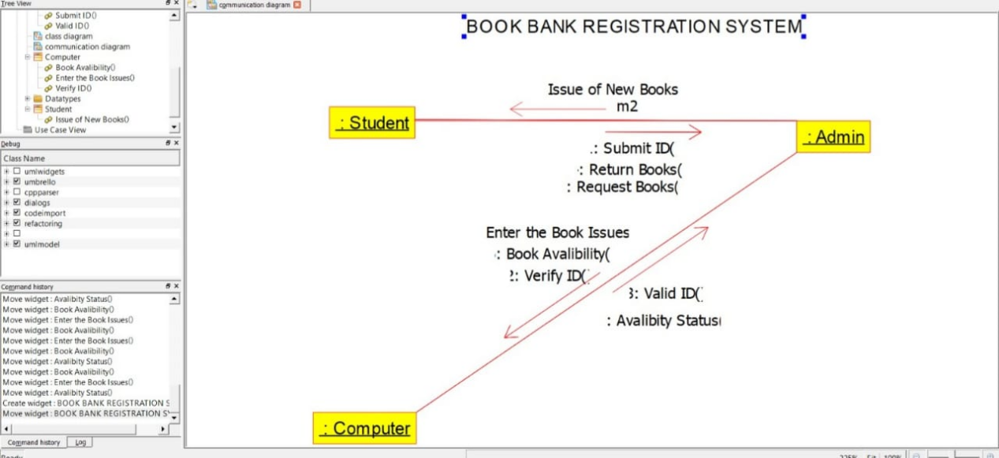 Tree View
Submit ID()
Valid ID()
class diagram
communication diagram
Computer
Book Avalibility()
Enter the Book Issues()
Verify ID()
Datatypes
Student
Issue of New Books()
Use Case View
Debug
Class Name
umlwidgets
umbrello
cppparser
dialogs
codeimport
refactoring
umlmodel
Command history
Move widget : Avalibity Status()
Move widget : Book Avalibility()
Move widget : Enter the Book Issues()
Move widget : Book Avalibility()
Move widget : Enter the Book Issues()
Move widget : Book Avalibility()
Move widget : Avalibity Status()
Move widget : Book Avalibility()
Move widget : Enter the Book Issues()
Move widget : Avalibity Status()
Create widget : BOOK BANK REGISTRATION S
Move widget : BOOK BANK REGISTRATION SY
Command history Log
communication diagram
BOOK BANK REGISTRATION SYSTEM
Issue of New Books
m2
: Student
: Admin
.: Submit ID(
: Return Books(
: Request Books(
Enter the Book Issues
: Book Avalibility(
2: Verify ID(
3: Valid ID(
: Avalibity Status(
: Computer